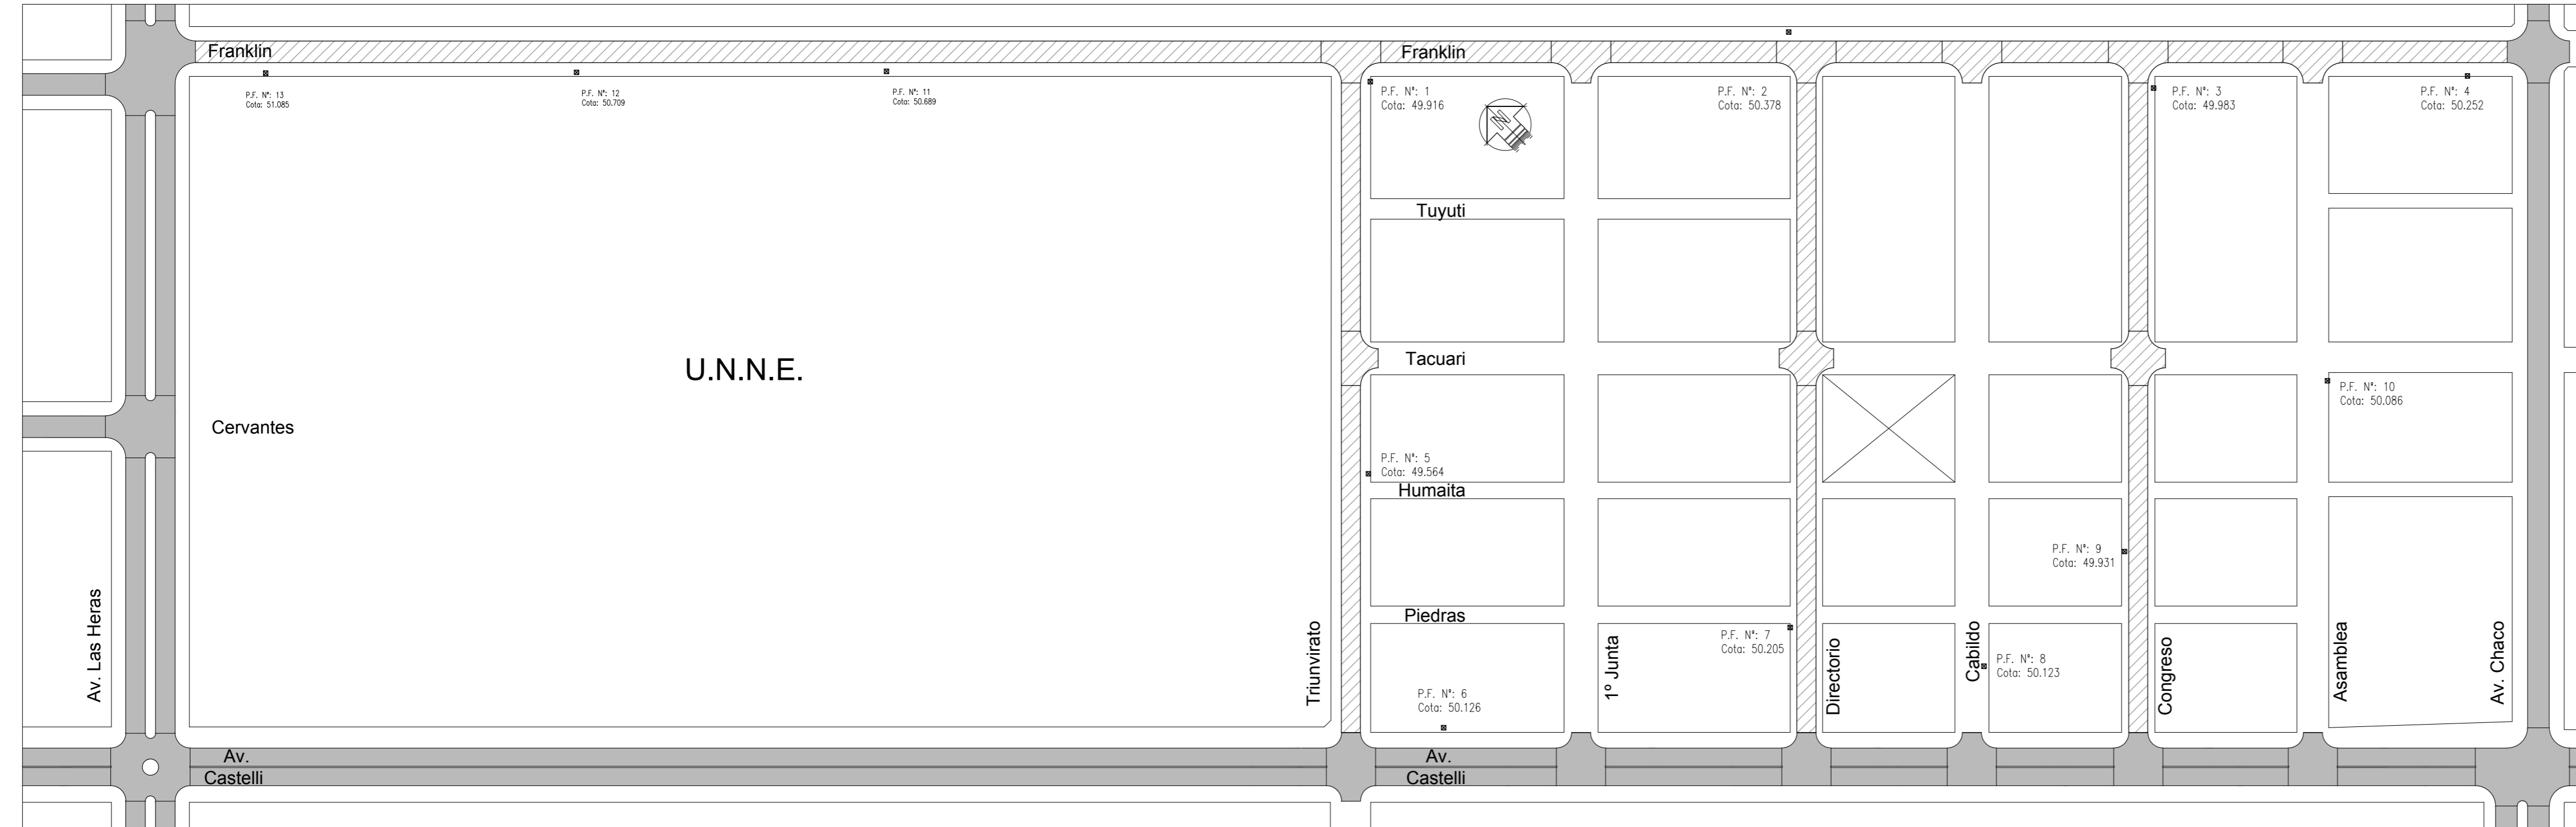 Franklin
Franklin
P.F. N°: 13
Cota: 51.085
P.F. N°: 12
Cota: 50.709
P.F. N°: 11
Cota: 50.689
P.F. N°: 1
Cota: 49.916
N
P.F. N°: 2
Cota: 50.378
P.F. N°: 3
Cota: 49.983
P.F. N°: 4
Cota: 50.252
Tuyuti
U.N.N.E.
Tacuari
P.F. N°: 10
Cota: 50.086
Cervantes
P.F. N°: 5
Cota: 49.564
Humaita
P.F. N°: 9
Cota: 49.931
Piedras
P.F. N°: 7
Cota: 50.205
P.F. N°: 8
Cota: 50.123
P.F. N°: 6
Cota: 50.126
Av. Las Heras
Triunvirato
1º Junta
Directorio
Cabildo
Congreso
Asamblea
Av. Chaco
Av.
Castelli
Av.
Castelli